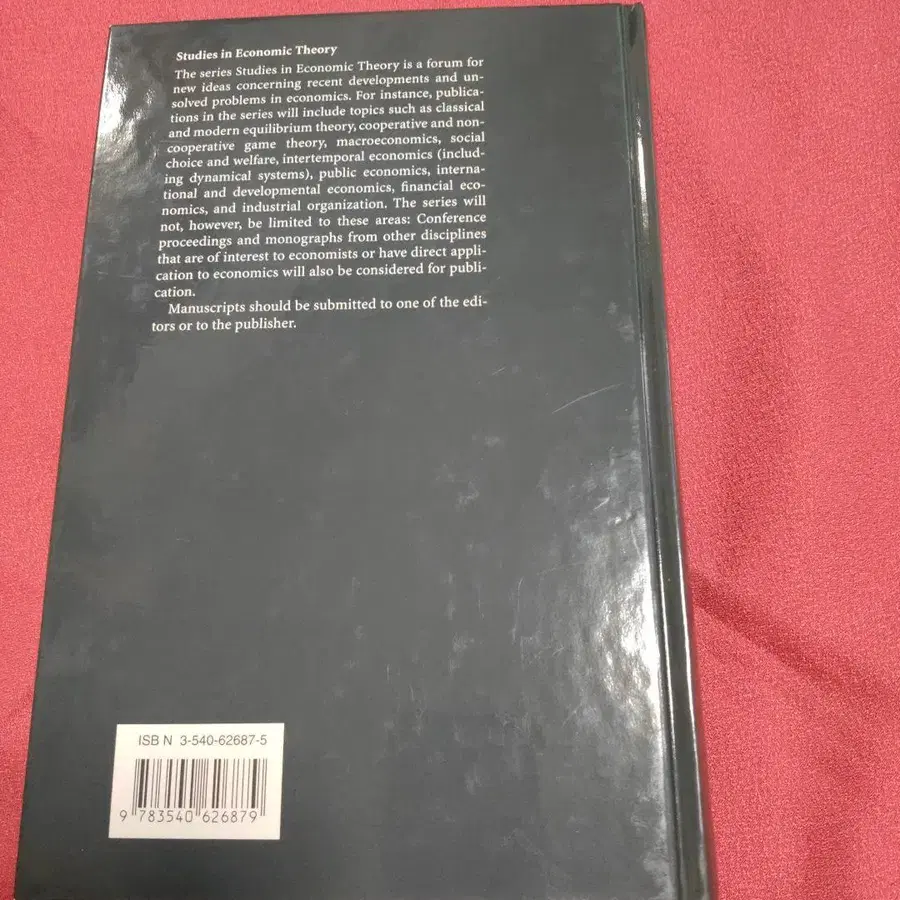 Studies in Economic Theory
The series Studies in Economic Theory is a forum for
new ideas concerning recent developments and un-
solved problems in economics. For instance, publica-
tions in the series will include topics such as classical
and modern equilibrium theory, cooperative and non-
cooperative game theory, macroeconomics, social
choice and welfare, intertemporal economics (includ-
ing dynamical systems), public economics, interna-
tional and developmental economics, financial eco-
nomics, and industrial organization. The series will
not, however, be limited to these areas: Conference
proceedings and monographs from other disciplines
that are of interest to economists or have direct appli-
cation to economics will also be considered for publi-
cation.
Manuscripts should be submitted to one of the edi-
tors or to the publisher.
ISBN 3-540-62687-5
9 783540 626879